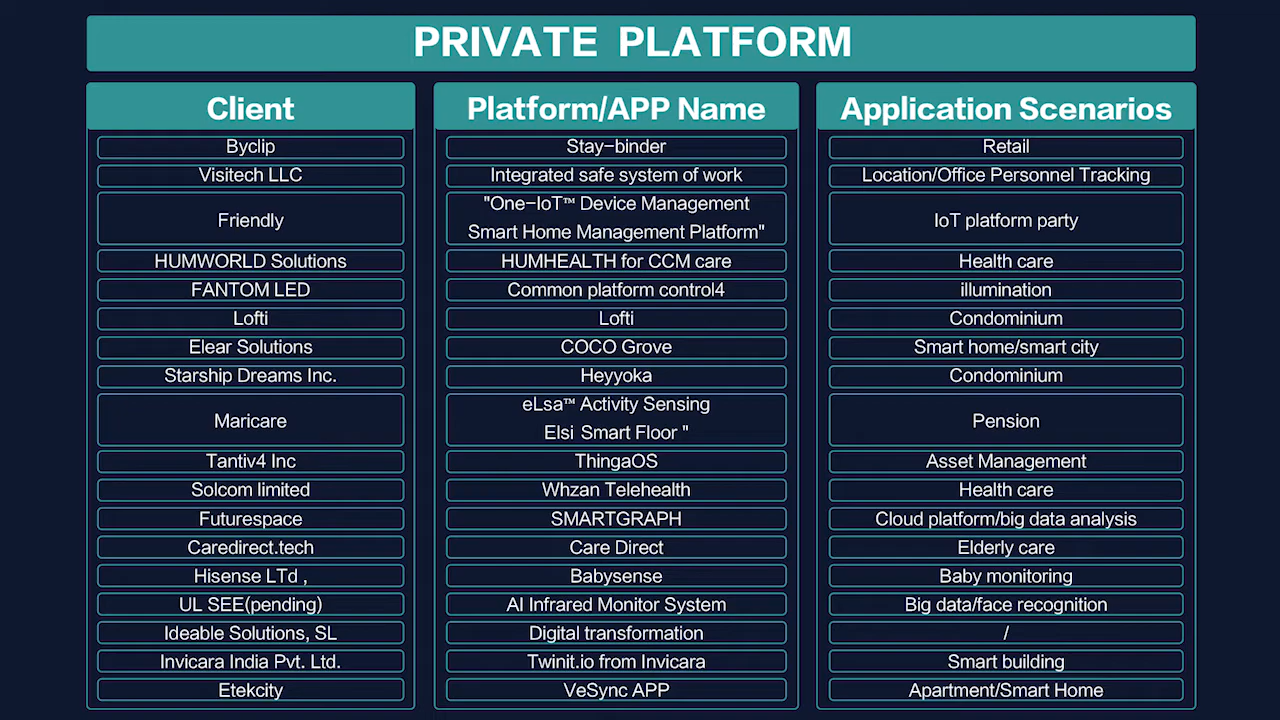 PRIVATE PLATFORM
Client Platform/APP Name Application Scenarios
Byclip Stay-binder Retail
Visitech LLC Integrated safe system of work Location/Office Personnel Tracking
Friendly "One-IoT™ Device Management
Smart Home Management Platform" IoT platform party
HUMWORLD Solutions HUMHEALTH for CCM care Health care
FANTOM LED Common platform control4 illumination
Lofti Lofti Condominium
Elear Solutions COCO Grove Smart home/smart city
Starship Dreams Inc. Heyyoka Condominium
Maricare eLsa™ Activity Sensing
Elsi Smart Floor " Pension
Tantiv4 Inc ThingaOS Asset Management
Solcom limited Whzan Telehealth Health care
Futurespace SMARTGRAPH Cloud platform/big data analysis
Caredirect.tech Care Direct Elderly care
Hisense LTd , Babysense Baby monitoring
UL SEE(pending) AI Infrared Monitor System Big data/face recognition
Ideable Solutions, SL Digital transformation /
Invicara India Pvt. Ltd. Twinit.io from Invicara Smart building
Etekcity VeSync APP Apartment/Smart Home